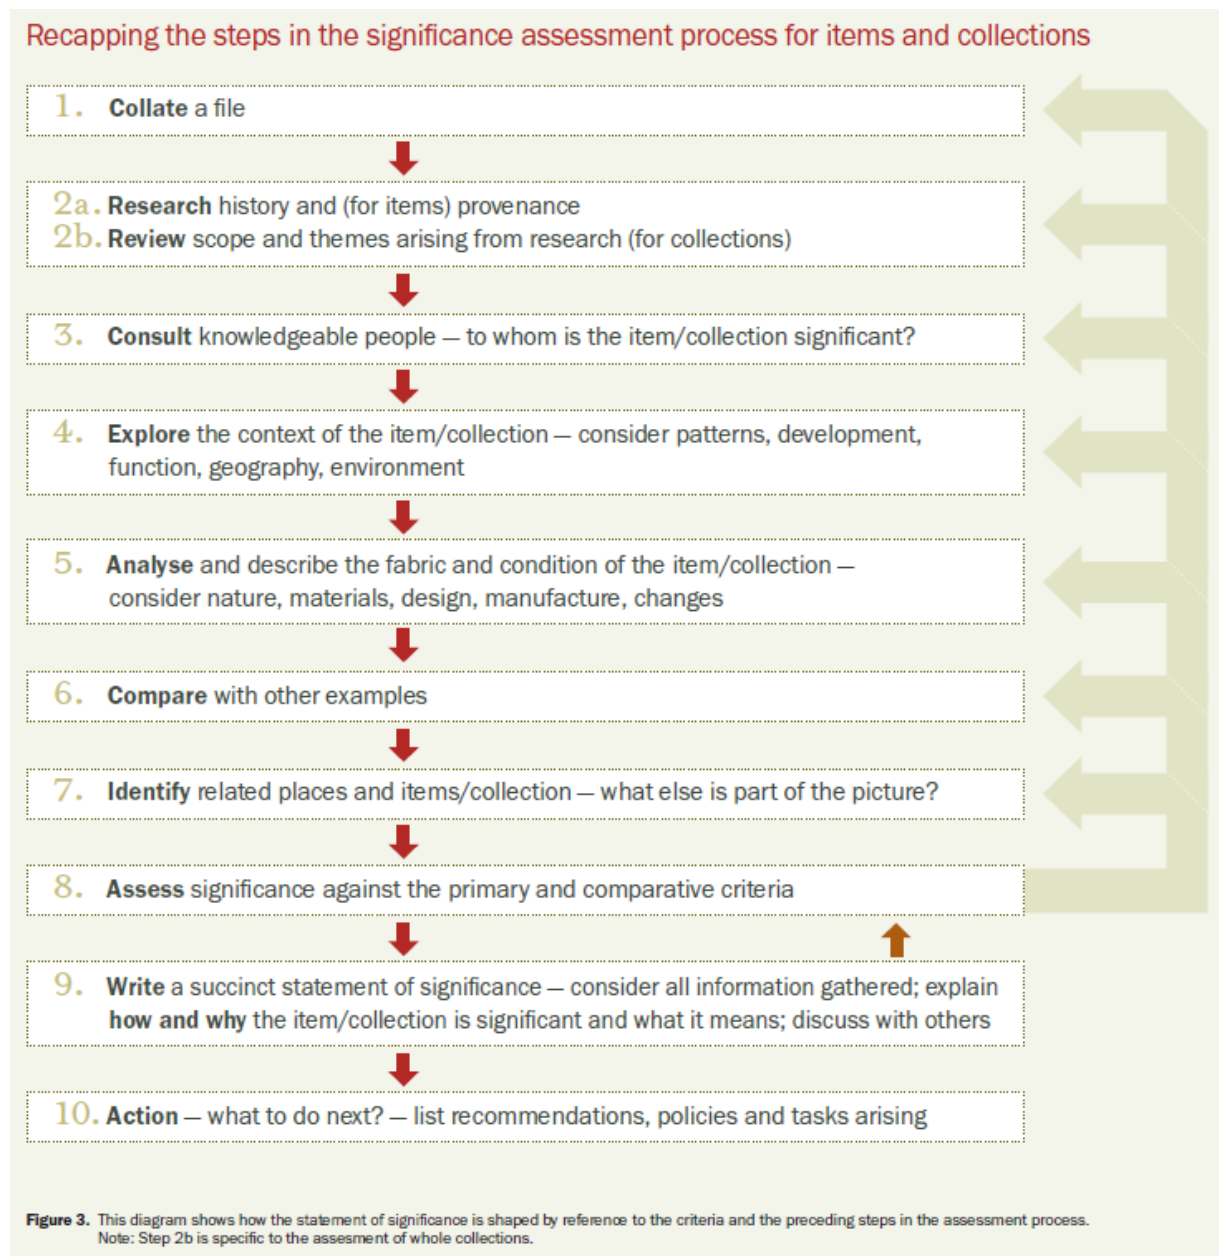 Recapping the steps in the significance assessment process for items and collections
1. Collate a file
2a. Research history and (for items) provenance
2b. Review scope and themes arising from research (for collections)
3. Consult knowledgeable people — to whom is the item/collection significant?
4. Explore the context of the item/collection — consider patterns, development,
function, geography, environment
5. Analyse and describe the fabric and condition of the item/collection —
consider nature, materials, design, manufacture, changes
6. Compare with other examples
7. Identify related places and items/collection — what else is part of the picture?
8. Assess significance against the primary and comparative criteria
9. Write a succinct statement of significance — consider all information gathered; explain
how and why the item/collection is significant and what it means; discuss with others
10. Action — what to do next? — list recommendations, policies and tasks arising
Figure 3. This diagram shows how the statement of significance is shaped by reference to the criteria and the preceding steps in the assessment process.
Note: Step 2b is specific to the assesment of whole collections.